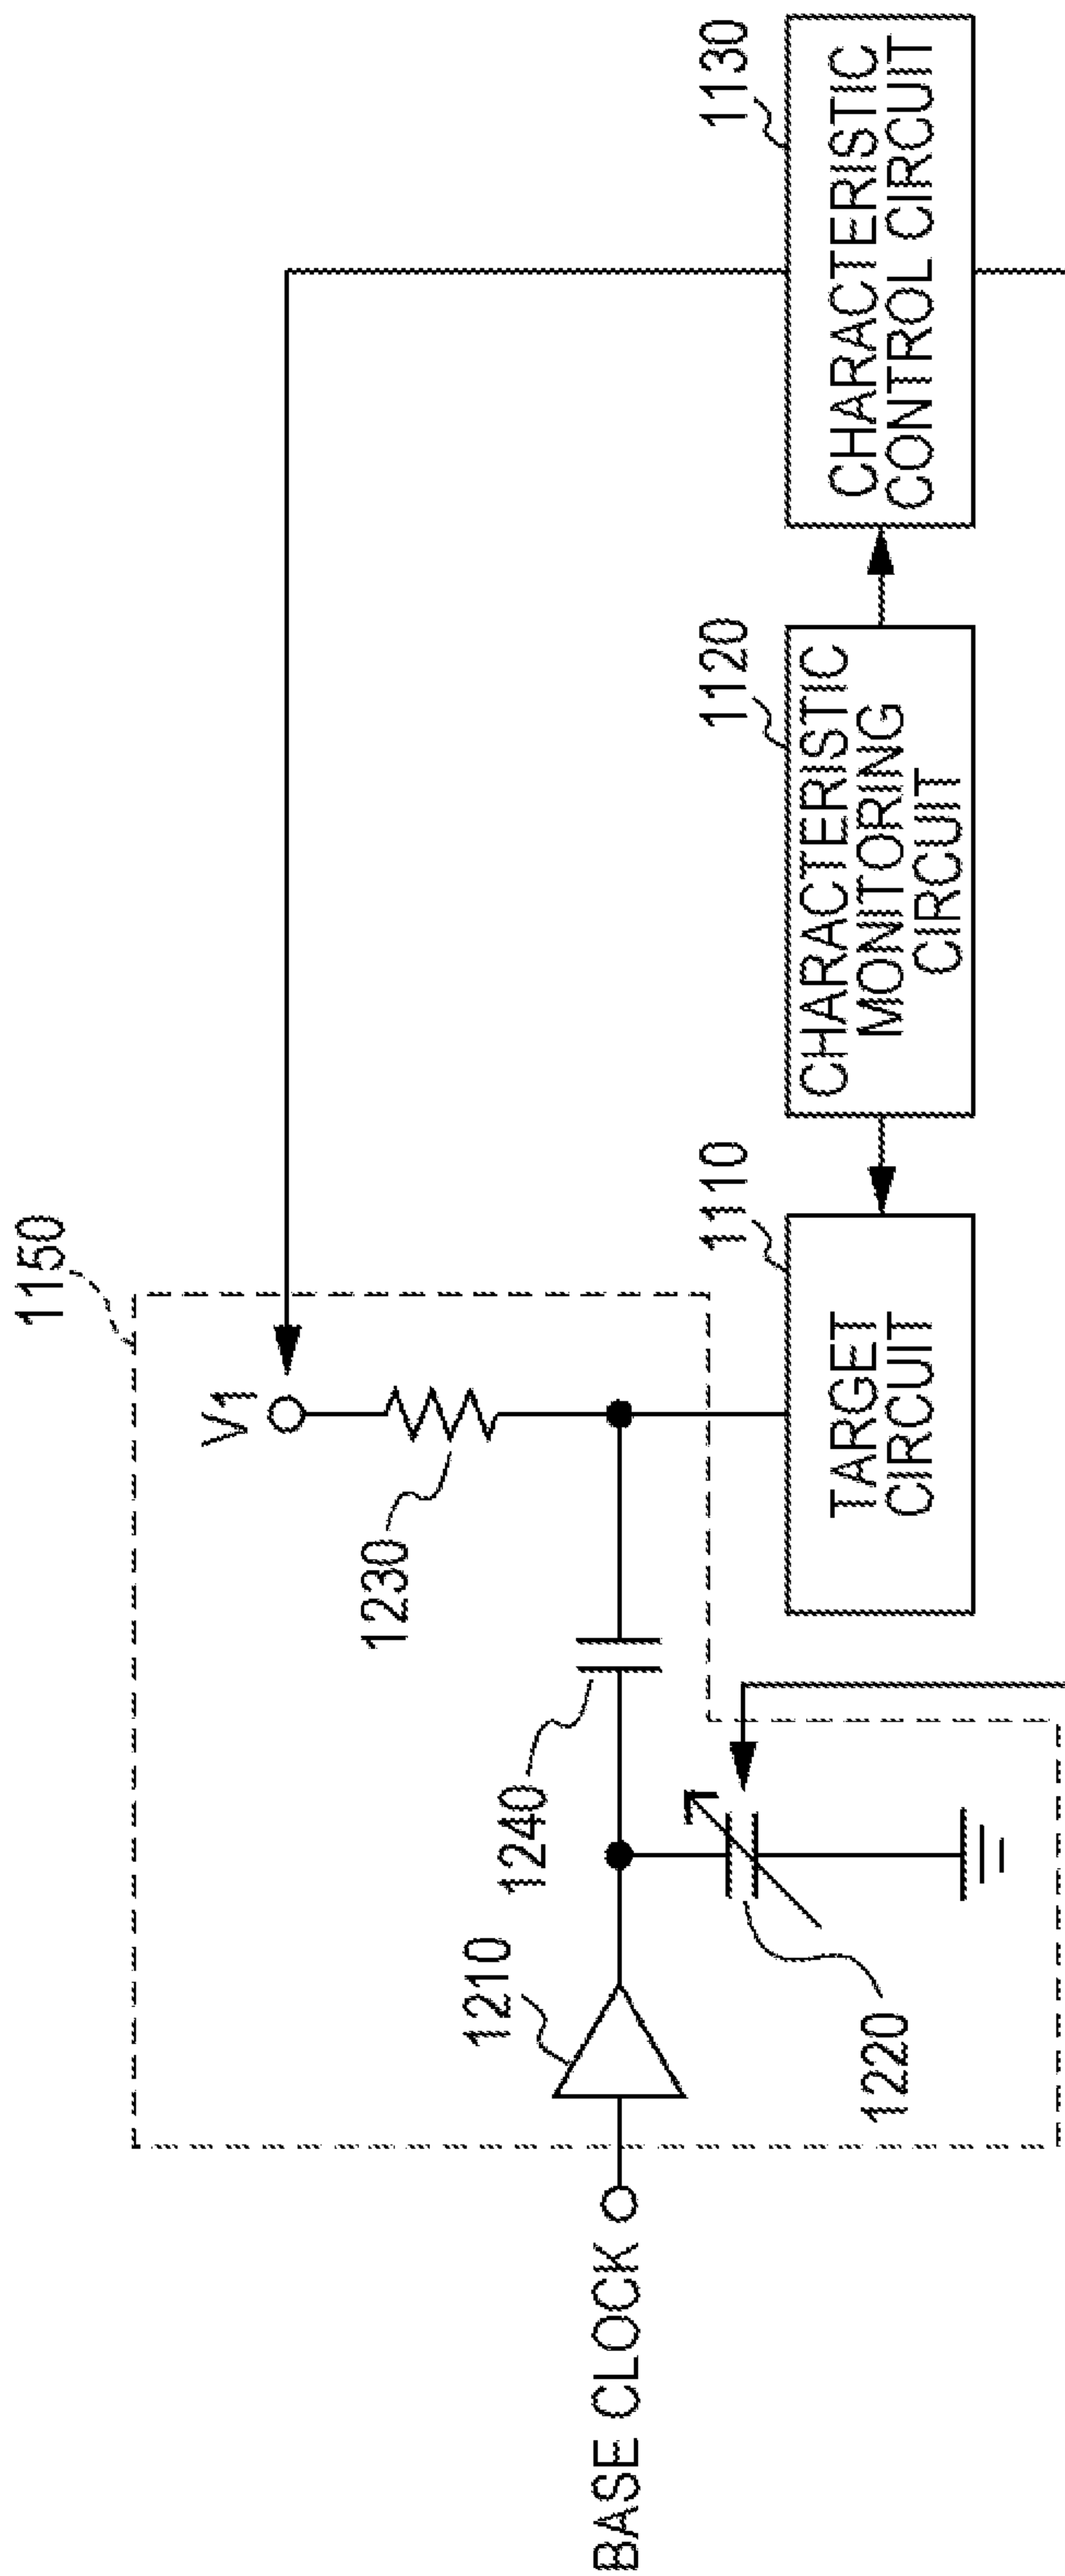 1150
V1
1230
1240
1210
BASE CLOCK
1220
1110
TARGET
CIRCUIT
1120
CHARACTERISTIC
MONITORING
CIRCUIT
1130
CHARACTERISTIC
CONTROL CIRCUIT